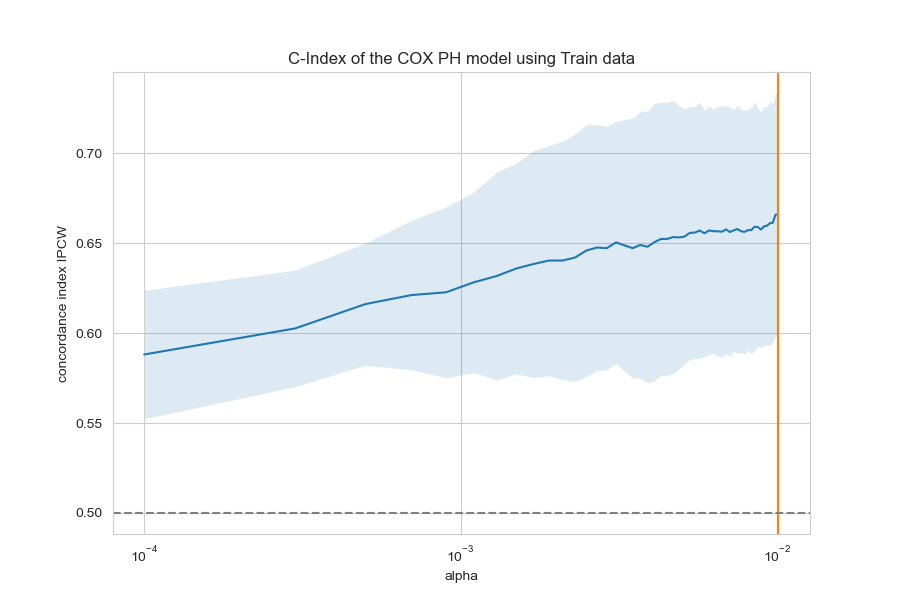 C-Index of the COX PH model using Train data
concordance index IPCW
0.70
0.65
0.60
0.55
0.50
10⁻⁴ 10⁻³ 10⁻²
alpha